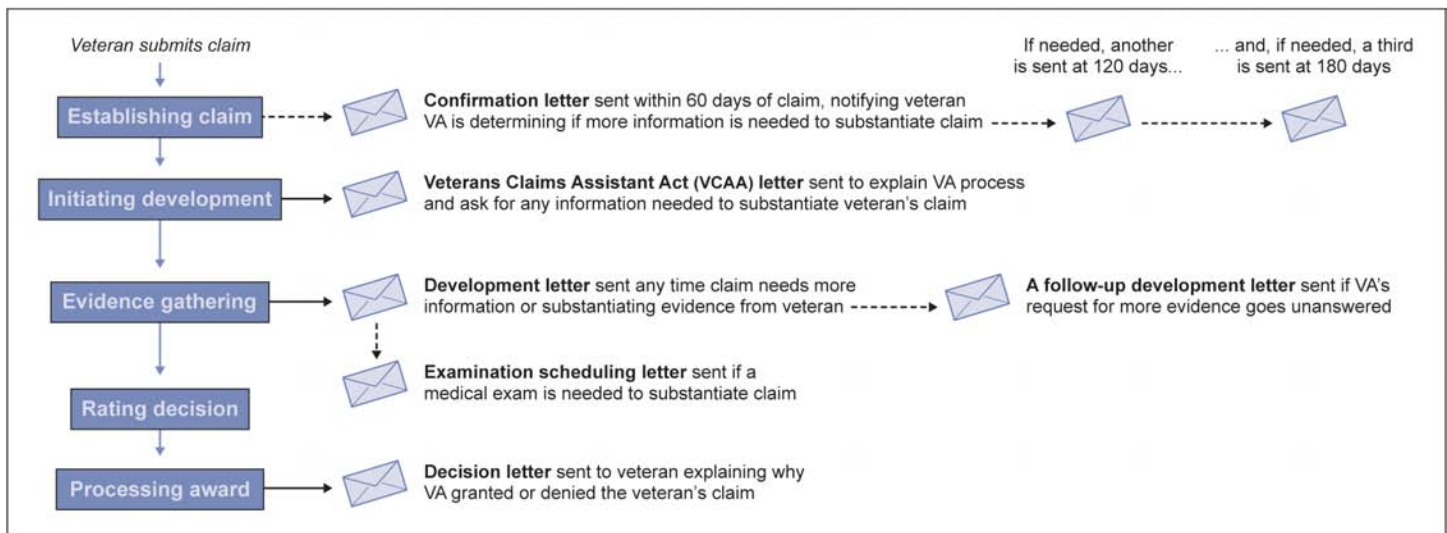 Veteran submits claim
If needed, another
is sent at 120 days...
... and, if needed, a third
is sent at 180 days
Establishing claim
Confirmation letter sent within 60 days of claim, notifying veteran
VA is determining if more information is needed to substantiate claim
Initiating development
Veterans Claims Assistant Act (VCAA) letter sent to explain VA process
and ask for any information needed to substantiate veteran's claim
Evidence gathering
Development letter sent any time claim needs more
information or substantiating evidence from veteran
A follow-up development letter sent if VA's
request for more evidence goes unanswered
Examination scheduling letter sent if a
medical exam is needed to substantiate claim
Rating decision
Processing award
Decision letter sent to veteran explaining why
VA granted or denied the veteran's claim